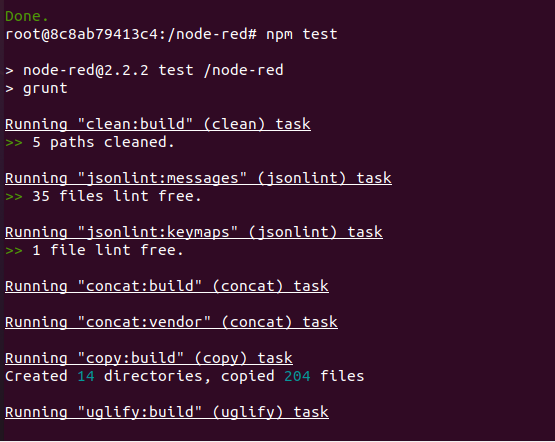 Done.
root@8c8ab79413c4:/node-red# npm test
> node-red@2.2.2 test /node-red
> grunt
Running "clean:build" (clean) task
>> 5 paths cleaned.
Running "jsonlint:messages" (jsonlint) task
>> 35 files lint free.
Running "jsonlint:keymaps" (jsonlint) task
>> 1 file lint free.
Running "concat:build" (concat) task
Running "concat:vendor" (concat) task
Running "copy:build" (copy) task
Created 14 directories, copied 204 files
Running "uglify:build" (uglify) task